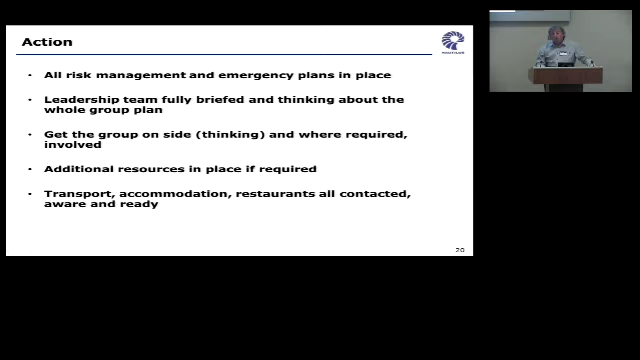 Action
• All risk management and emergency plans in place
• Leadership team fully briefed and thinking about the
whole group plan
• Get the group on side (thinking) and where required,
involved
• Additional resources in place if required
• Transport, accommodation, restaurants all contacted,
aware and ready
20